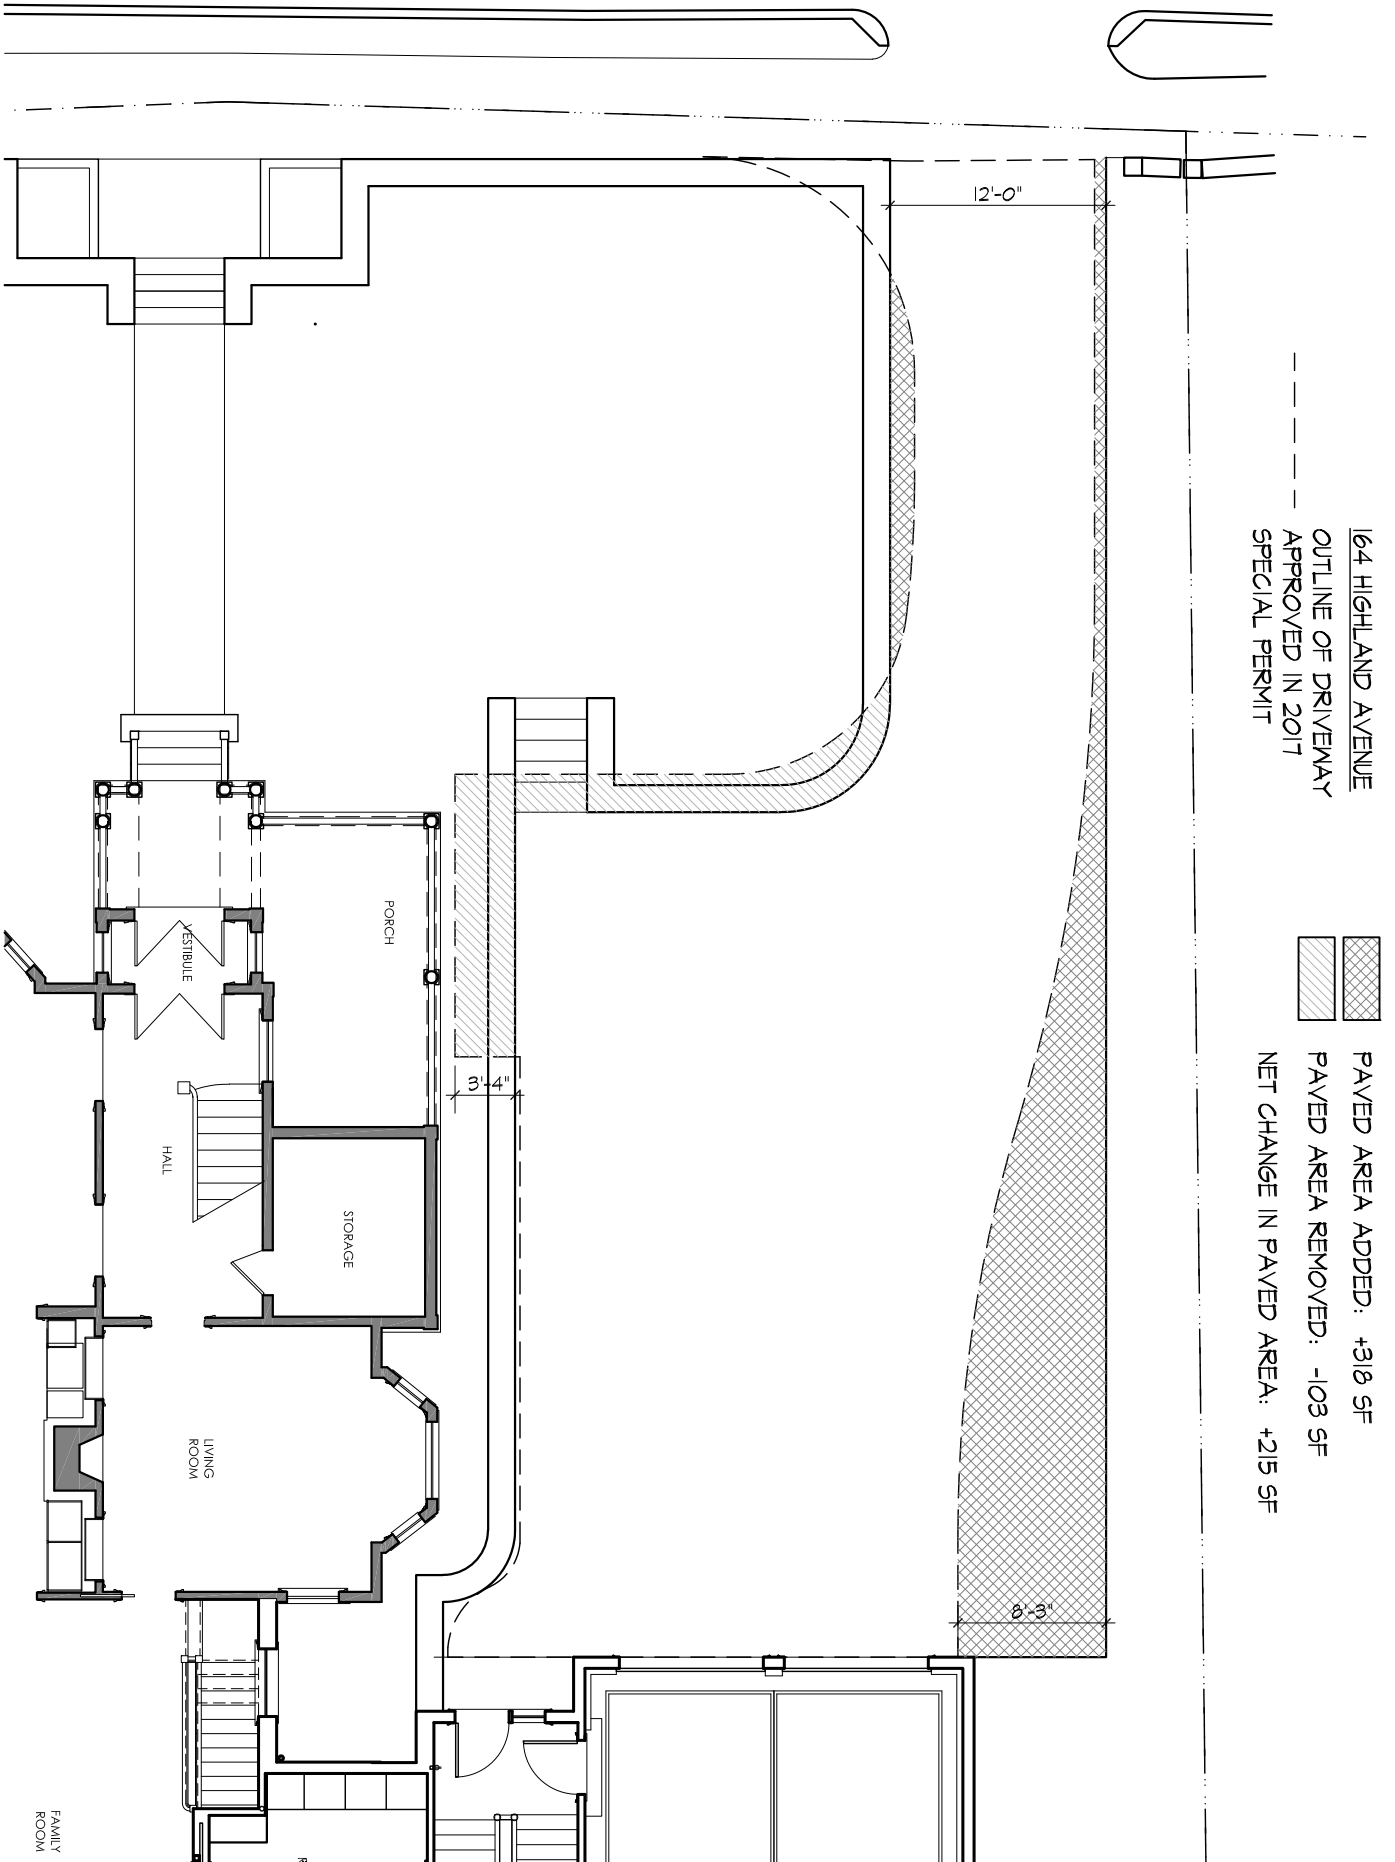 164 HIGHLAND AVENUE
OUTLINE OF DRIVEWAY
APPROVED IN 2017
SPECIAL PERMIT
PAVED AREA ADDED: +318 SF
PAVED AREA REMOVED: -103 SF
NET CHANGE IN PAVED AREA: +215 SF
12'-0"
3'-4"
8'-3"
PORCH
VESTIBULE
HALL
STORAGE
LIVING
ROOM
FAMILY
ROOM